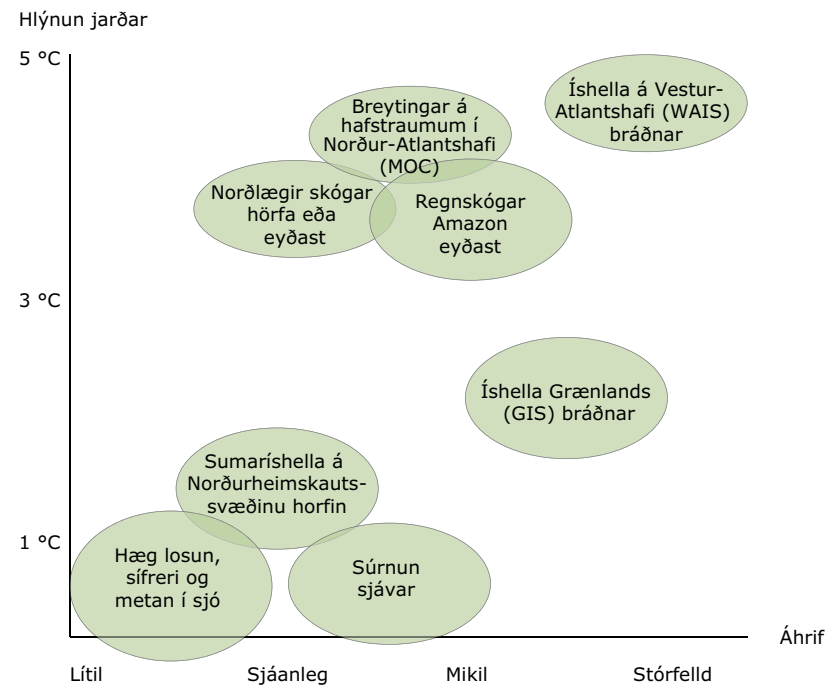 Hlýnun jarðar
5 °C
Íshella á Vestur-
Atlantshafi (WAIS)
bráðnar
Breytingar á
hafstraumum í
Norður-Atlantshafi
(MOC)
Norðlægir skógar
hörfa eða
eyðast
Regnskógar
Amazon
eyðast
3 °C
Íshella Grænlands
(GIS) bráðnar
Sumaríshella á
Norðurheimskauts-
svæðinu horfin
1 °C
Hæg losun,
sífreri og
metan í sjó
Súrnun
sjávar
Áhrif
Lítil
Sjáanleg
Mikil
Stórfelld